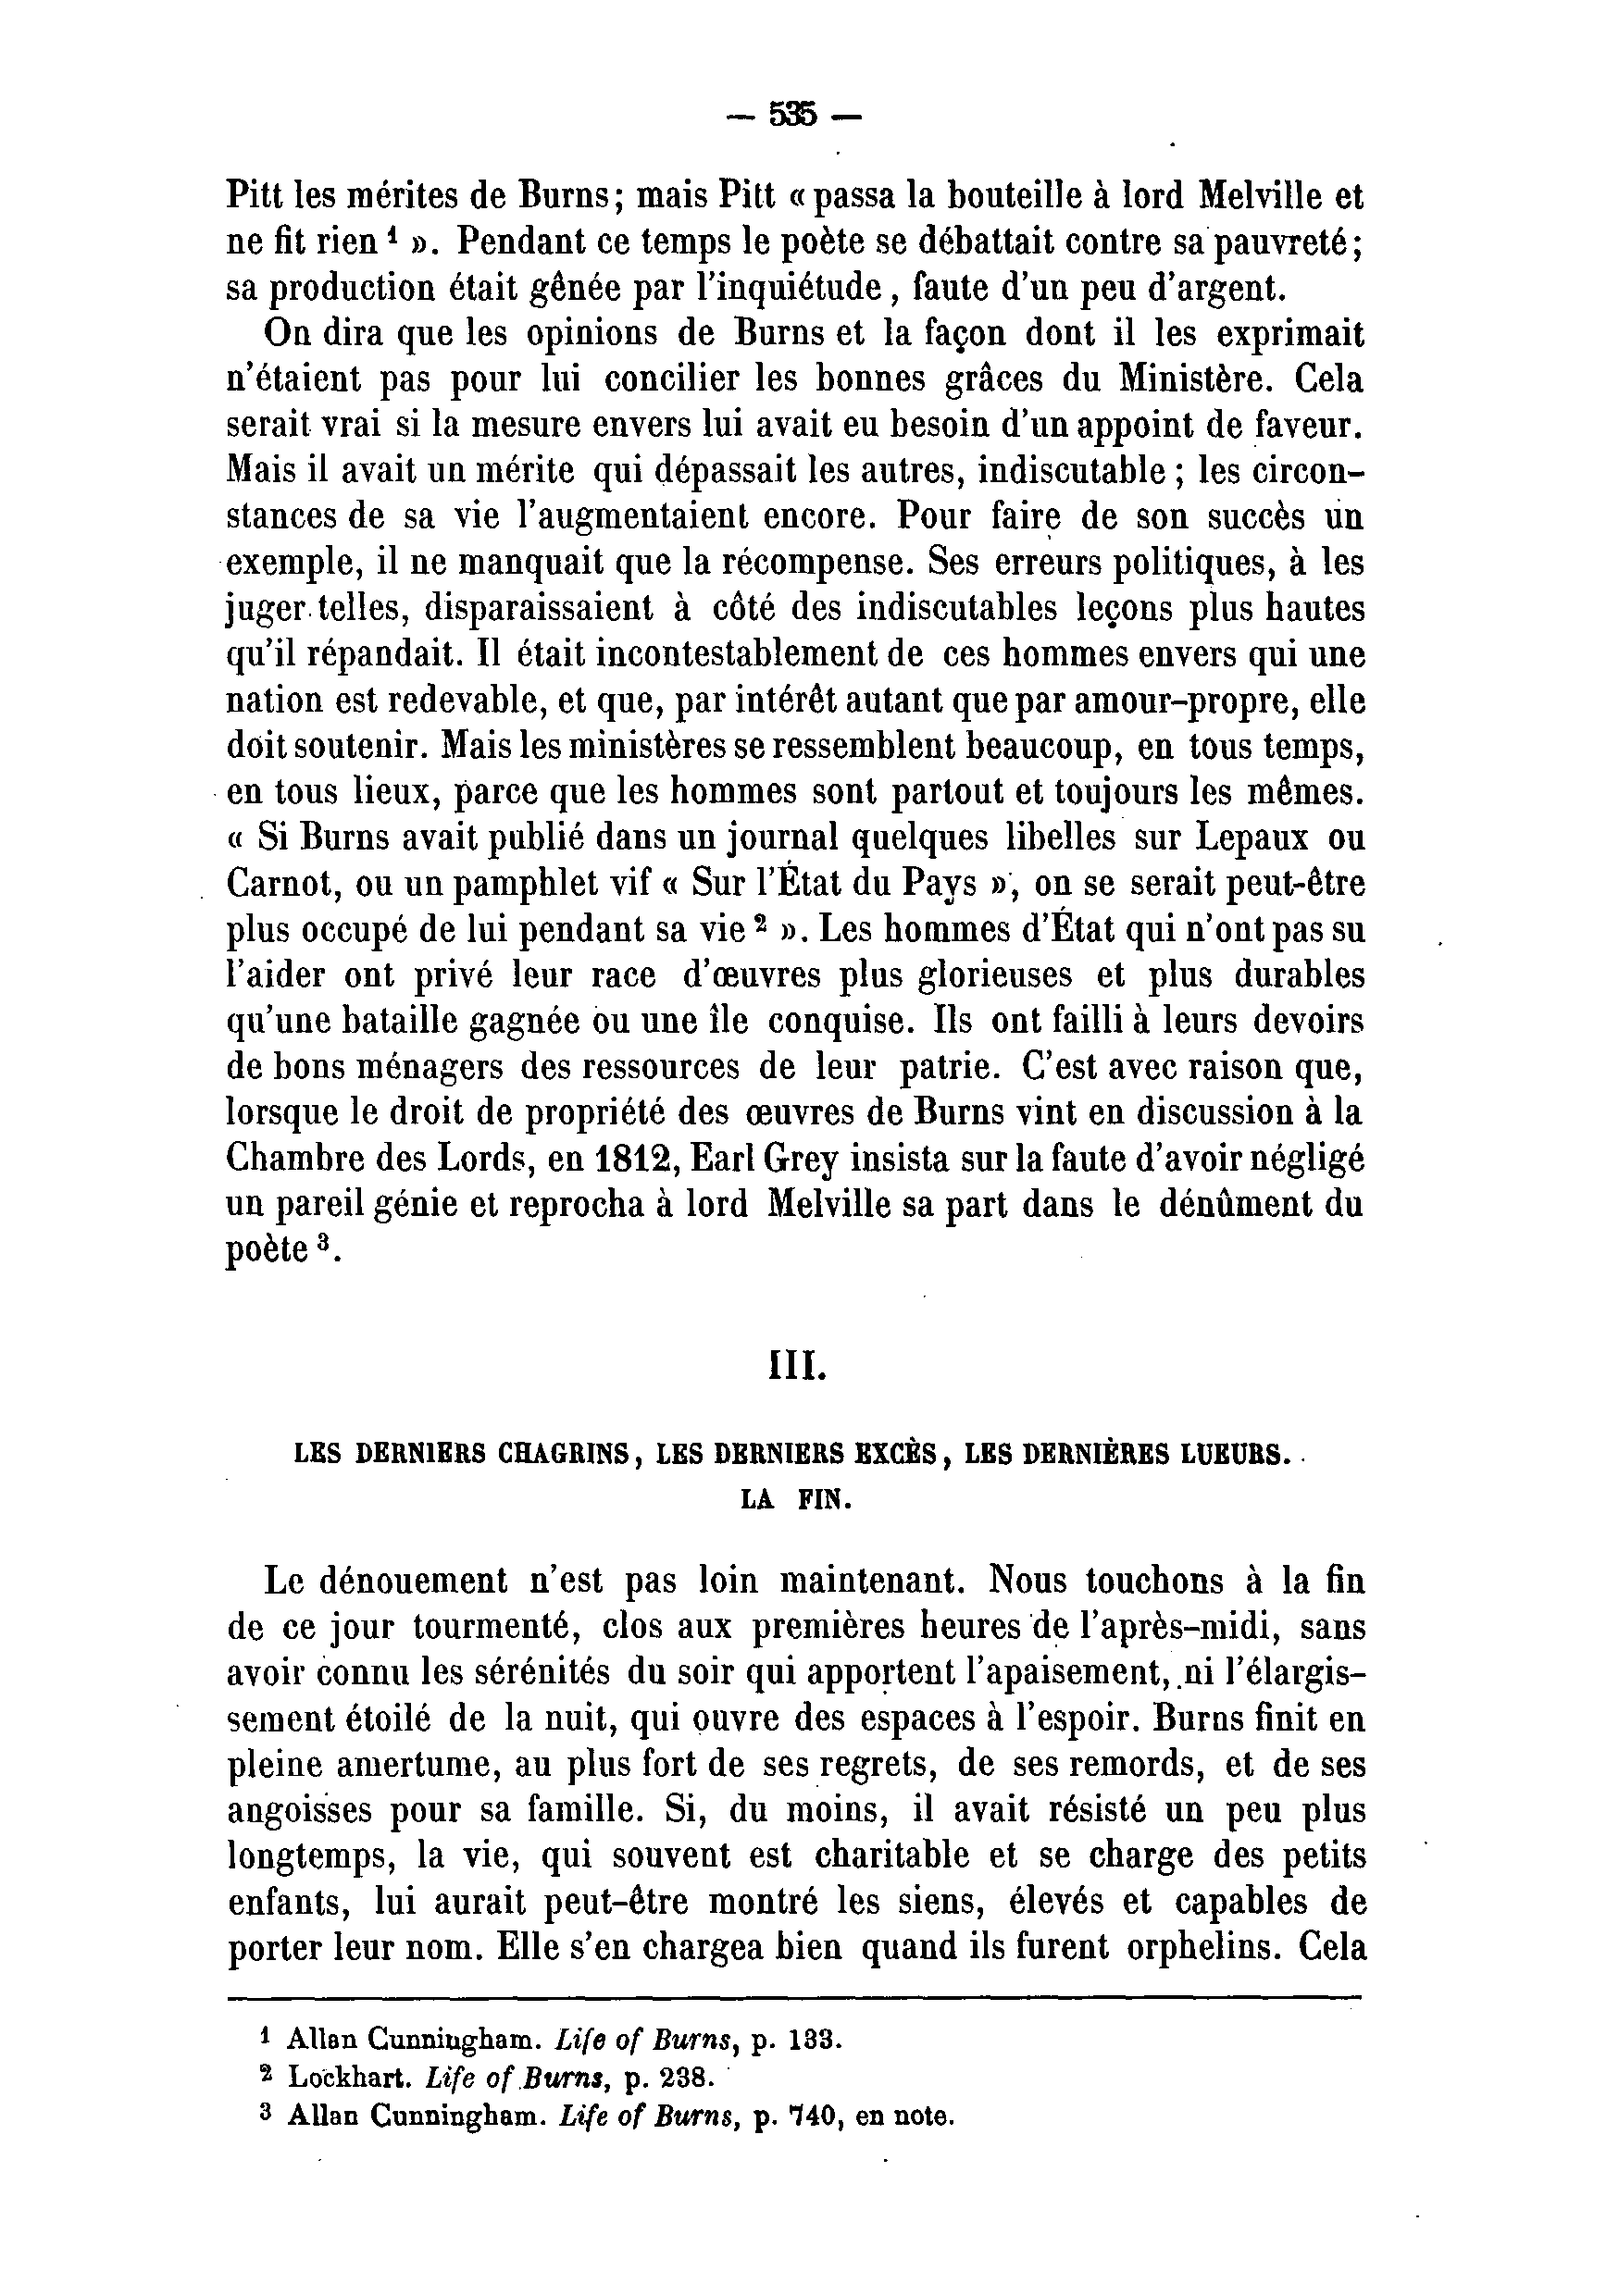 — 535 —
Pitt les mérites de Burns; mais Pitt « passa la bouteille à lord Melville et
ne fit rien ¹ ». Pendant ce temps le poète se débattait contre sa pauvreté;
sa production était gênée par l'inquiétude, faute d'un peu d'argent.
On dira que les opinions de Burns et la façon dont il les exprimait
n'étaient pas pour lui concilier les bonnes grâces du Ministère. Cela
serait vrai si la mesure envers lui avait eu besoin d'un appoint de faveur.
Mais il avait un mérite qui dépassait les autres, indiscutable ; les circon-
stances de sa vie l'augmentaient encore. Pour faire de son succès un
exemple, il ne manquait que la récompense. Ses erreurs politiques, à les
juger telles, disparaissaient à côté des indiscutables leçons plus hautes
qu'il répandait. Il était incontestablement de ces hommes envers qui une
nation est redevable, et que, par intérêt autant que par amour-propre, elle
doit soutenir. Mais les ministères se ressemblent beaucoup, en tous temps,
en tous lieux, parce que les hommes sont partout et toujours les mêmes.
« Si Burns avait publié dans un journal quelques libelles sur Lepaux ou
Carnot, ou un pamphlet vif « Sur l'État du Pays », on se serait peut-être
plus occupé de lui pendant sa vie ² ». Les hommes d'État qui n'ont pas su
l'aider ont privé leur race d'œuvres plus glorieuses et plus durables
qu'une bataille gagnée ou une île conquise. Ils ont failli à leurs devoirs
de bons ménagers des ressources de leur patrie. C'est avec raison que,
lorsque le droit de propriété des œuvres de Burns vint en discussion à la
Chambre des Lords, en 1812, Earl Grey insista sur la faute d'avoir négligé
un pareil génie et reprocha à lord Melville sa part dans le dénûment du
poète ³.
III.
LES DERNIERS CHAGRINS, LES DERNIERS EXCÈS, LES DERNIÈRES LUEURS.
LA FIN.
Le dénouement n'est pas loin maintenant. Nous touchons à la fin
de ce jour tourmenté, clos aux premières heures de l'après-midi, sans
avoir connu les sérénités du soir qui apportent l'apaisement, ni l'élargis-
sement étoilé de la nuit, qui ouvre des espaces à l'espoir. Burns finit en
pleine amertume, au plus fort de ses regrets, de ses remords, et de ses
angoisses pour sa famille. Si, du moins, il avait résisté un peu plus
longtemps, la vie, qui souvent est charitable et se charge des petits
enfants, lui aurait peut-être montré les siens, élevés et capables de
porter leur nom. Elle s'en chargea bien quand ils furent orphelins. Cela
¹ Allan Cunningham. Life of Burns, p. 133.
² Lockhart. Life of Burns, p. 238.
³ Allan Cunningham. Life of Burns, p. 740, en note.